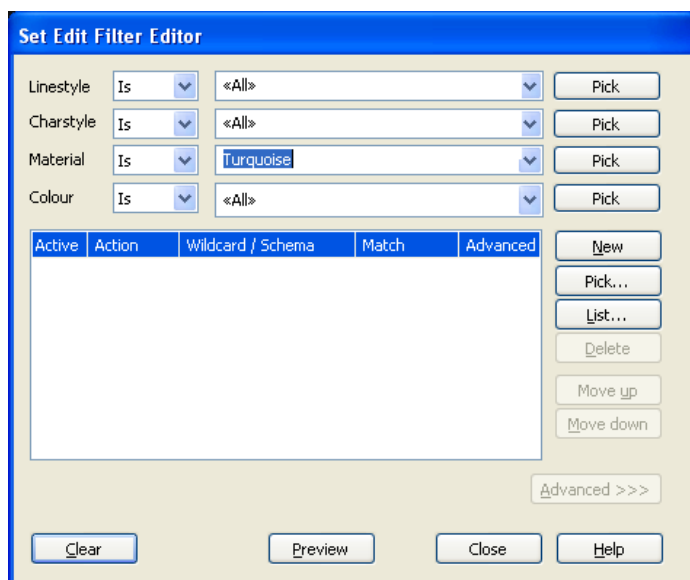 Set Edit Filter Editor
Linestyle Is «All» Pick
Charstyle Is «All» Pick
Material Is Turquoise Pick
Colour Is «All» Pick
Active Action Wildcard / Schema Match Advanced New
Pick...
List...
Delete
Move up
Move down
Advanced >>>
Clear Preview Close Help